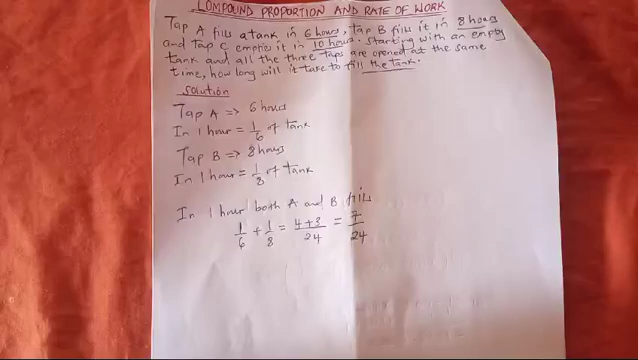 COMPOUND PROPORTION AND RATE OF WORK
Tap A fills a tank in 6 hours, Tap B fills it in 8 hours
and Tap C empties it in 10 hours. Starting with an empty
tank and all the three taps are opened at the same
time, how long will it take to fill the tank.
Solution
Tap A => 6 hours
In 1 hour = 1/6 of tank
Tap B => 8 hours
In 1 hour = 1/8 of tank
In 1 hour both A and B fills
1/6 + 1/8 = 4+3/24 = 7/24